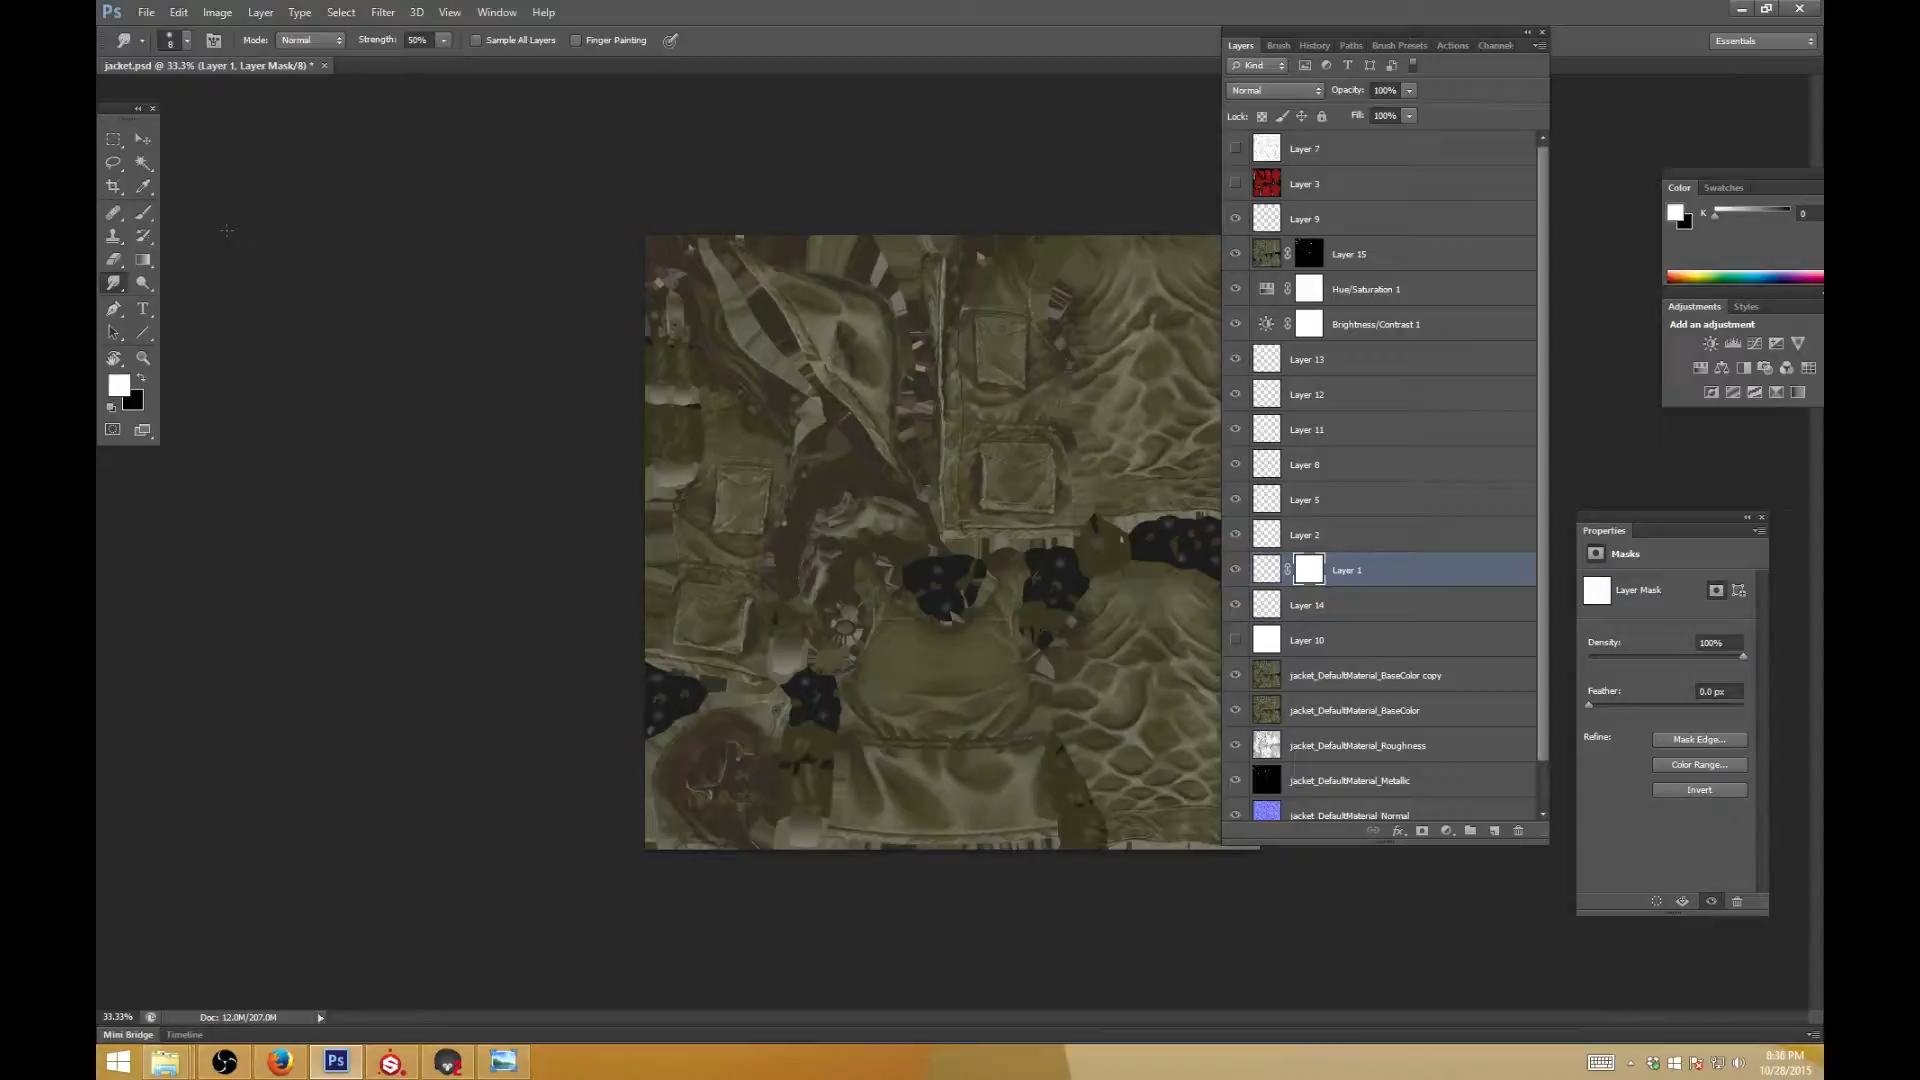 Ps File Edit Image Layer Type Select Filter 3D View Window Help
8 Mode: Normal Strength: 50% Sample All Layers Finger Painting Essentials
jacket.psd @ 33.3% (Layer 1, Layer Mask/8) * ×
Layers Brush History Paths Brush Presets Actions Channel
Kind
Normal Opacity: 100%
Lock: Fill: 100%
Layer 7
Layer 3
Layer 9
Layer 15
Hue/Saturation 1
Brightness/Contrast 1
Layer 13
Layer 12
Layer 11
Layer 8
Layer 5
Layer 2
Layer 1
Layer 14
Layer 10
jacket_DefaultMaterial_BaseColor copy
jacket_DefaultMaterial_BaseColor
jacket_DefaultMaterial_Roughness
jacket_DefaultMaterial_Metallic
jacket_DefaultMaterial_Normal
Color Swatches
K 0
Adjustments Styles
Add an adjustment
Properties
Masks
Layer Mask
Density: 100%
Feather: 0.0 px
Refine: Mask Edge...
Color Range...
Invert
33.33% Doc: 12.0M/207.0M
Mini Bridge Timeline
Ps
2
8:38 PM
10/28/2015